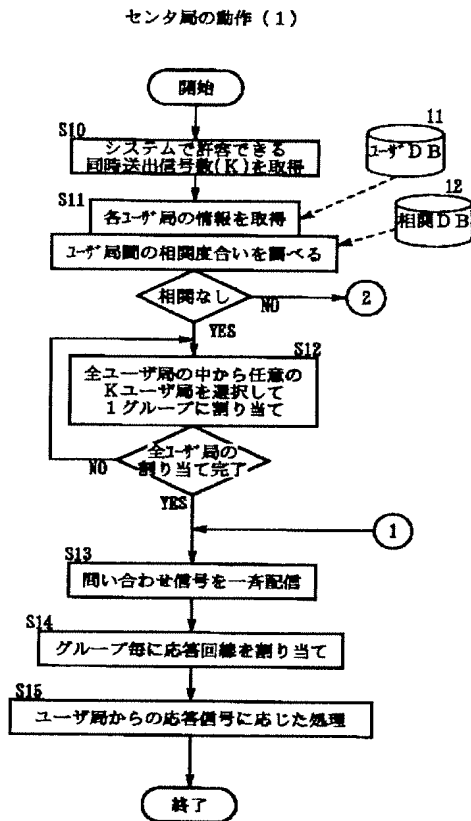 センタ局の動作（１）
開始
S10
システムで許容できる
同時送出信号数(K)を取得
11
ﾕｰｻﾞＤＢ
S11
各ﾕｰｻﾞ局の情報を取得
12
相関ＤＢ
ﾕｰｻﾞ局間の相関度合いを調べる
相関なし
NO
2
YES
S12
全ユーザ局の中から任意の
Ｋユーザ局を選択して
１グループに割り当て
全ﾕｰｻﾞ局の
割り当て完了
NO
YES
1
S13
問い合わせ信号を一斉配信
S14
グループ毎に応答回線を割り当て
S15
ユーザ局からの応答信号に応じた処理
終了